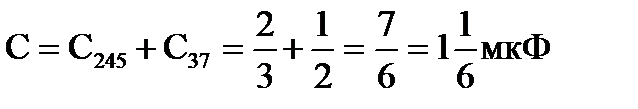 C = C₂₄₅ + C₃₇ = 2/3 + 1/2 = 7/6 = 1 1/6 мкФ